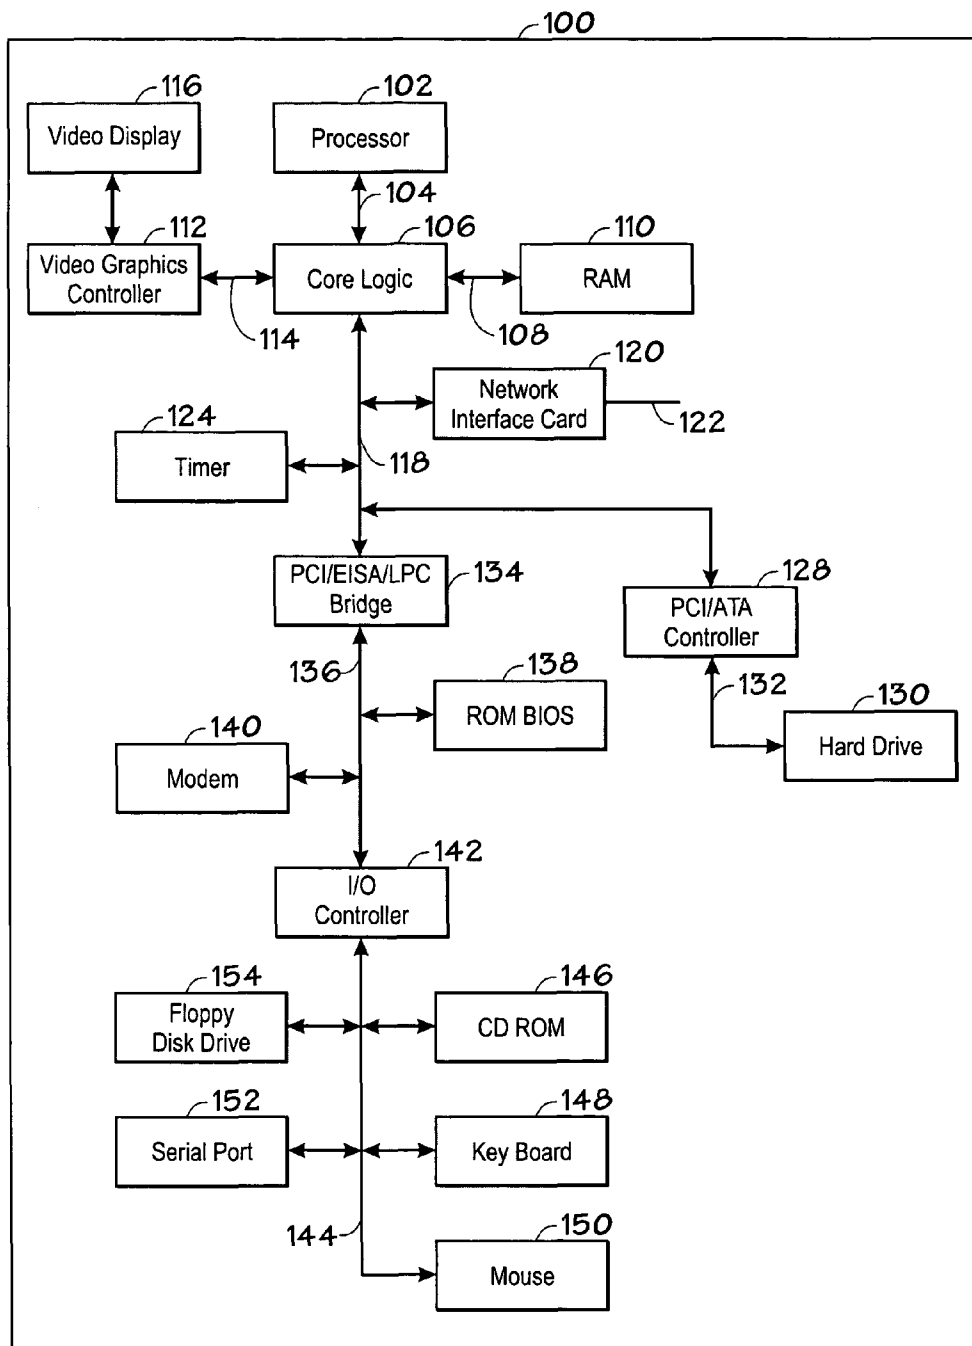 100
116
102
Video Display
Processor
104
112
106
110
Video Graphics
Controller
Core Logic
RAM
114
108
120
Network
Interface Card
122
124
118
Timer
PCI/EISA/LPC
Bridge
134
128
PCI/ATA
Controller
136
138
132
130
ROM BIOS
140
Hard Drive
Modem
142
I/O
Controller
154
146
Floppy
Disk Drive
CD ROM
152
148
Serial Port
Key Board
144
150
Mouse